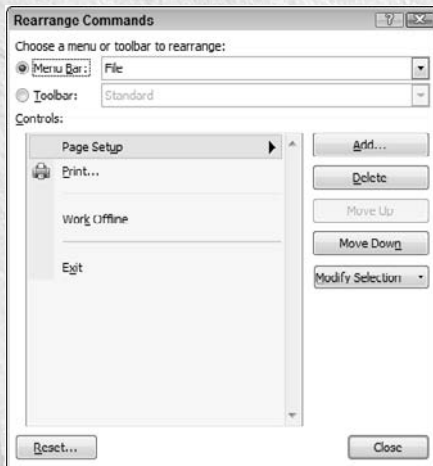 Rearrange Commands
Choose a menu or toolbar to rearrange:
Menu Bar: File
Toolbar: Standard
Controls:
Page Setup
Print...
Work Offline
Exit
Add...
Delete
Move Up
Move Down
Modify Selection
Reset...
Close